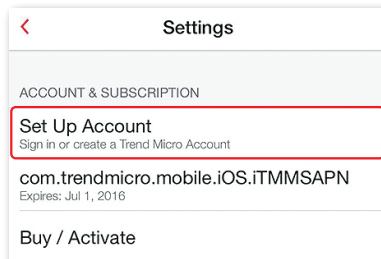 Settings
ACCOUNT & SUBSCRIPTION
Set Up Account
Sign in or create a Trend Micro Account
com.trendmicro.mobile.iOS.iTMMSAPN
Expires: Jul 1, 2016
Buy / Activate